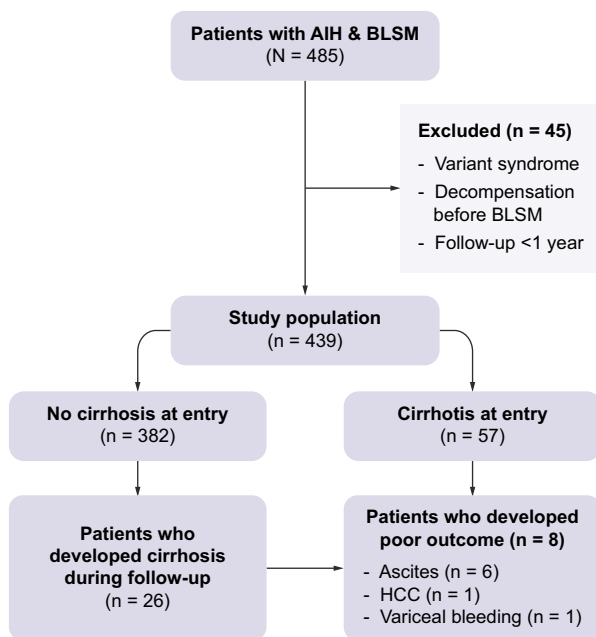 Patients with AIH & BLSM
(N = 485)
Excluded (n = 45)
- Variant syndrome
- Decompensation
before BLSM
- Follow-up <1 year
Study population
(n = 439)
No cirrhosis at entry
(n = 382)
Cirrhotis at entry
(n = 57)
Patients who
developed cirrhosis
during follow-up
(n = 26)
Patients who developed
poor outcome (n = 8)
- Ascites (n = 6)
- HCC (n = 1)
- Variceal bleeding (n = 1)